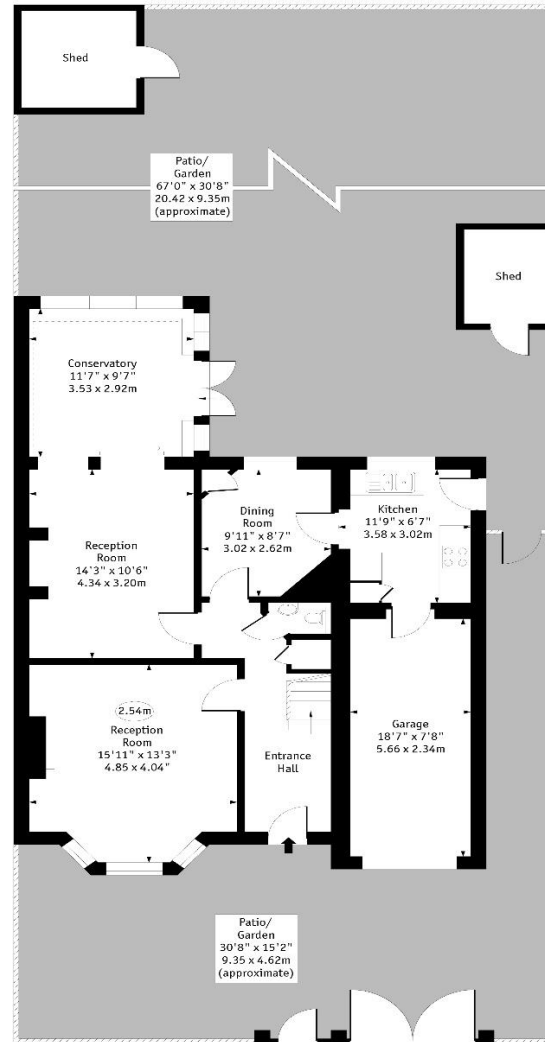 Shed
Patio/
Garden
67'0" x 30'8"
20.42 x 9.35m
(approximate)
Shed
Conservatory
11'7" x 9'7"
3.53 x 2.92m
Kitchen
11'9" x 6'7"
3.58 x 3.02m
Dining
Room
9'11" x 8'7"
3.02 x 2.62m
Reception
Room
14'3" x 10'6"
4.34 x 3.20m
2.54m
Reception
Room
15'11" x 13'3"
4.85 x 4.04"
Entrance
Hall
Garage
18'7" x 7'8"
5.66 x 2.34m
Patio/
Garden
30'8" x 15'2"
9.35 x 4.62m
(approximate)